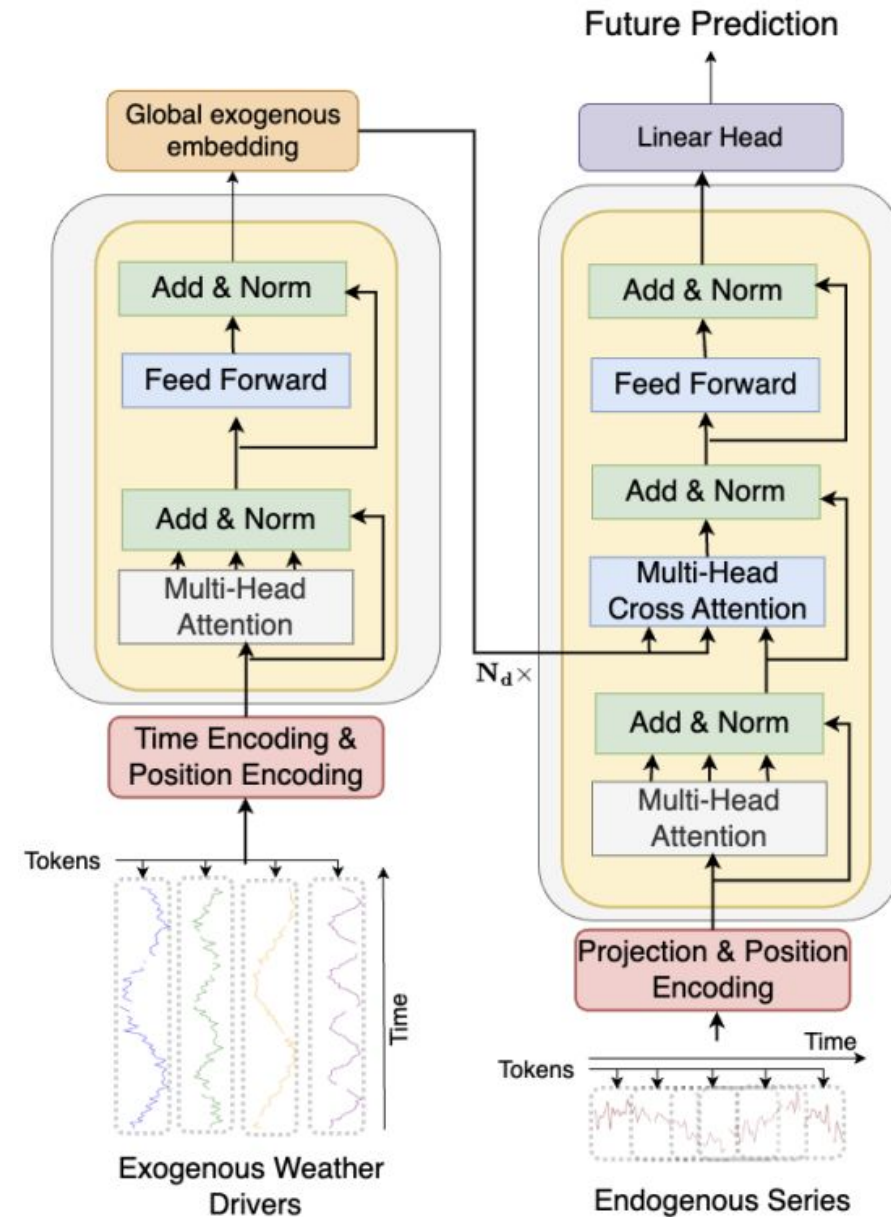 Future Prediction
Global exogenous
embedding
Linear Head
Add & Norm
Feed Forward
Add & Norm
Multi-Head
Attention
Time Encoding &
Position Encoding
Tokens
Time
Exogenous Weather
Drivers
Add & Norm
Feed Forward
Add & Norm
Multi-Head
Cross Attention
N_d ×
Add & Norm
Multi-Head
Attention
Projection & Position
Encoding
Time
Tokens
Endogenous Series